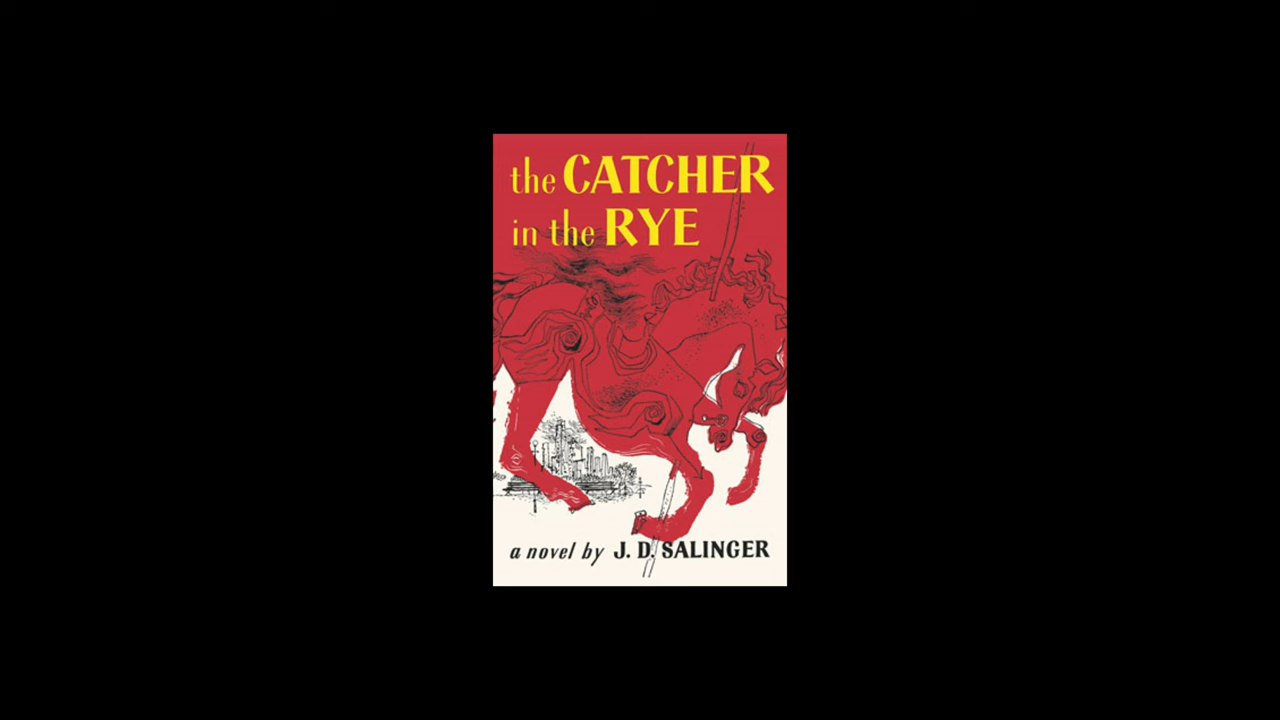 the CATCHER
in the RYE
a novel by J. D. SALINGER